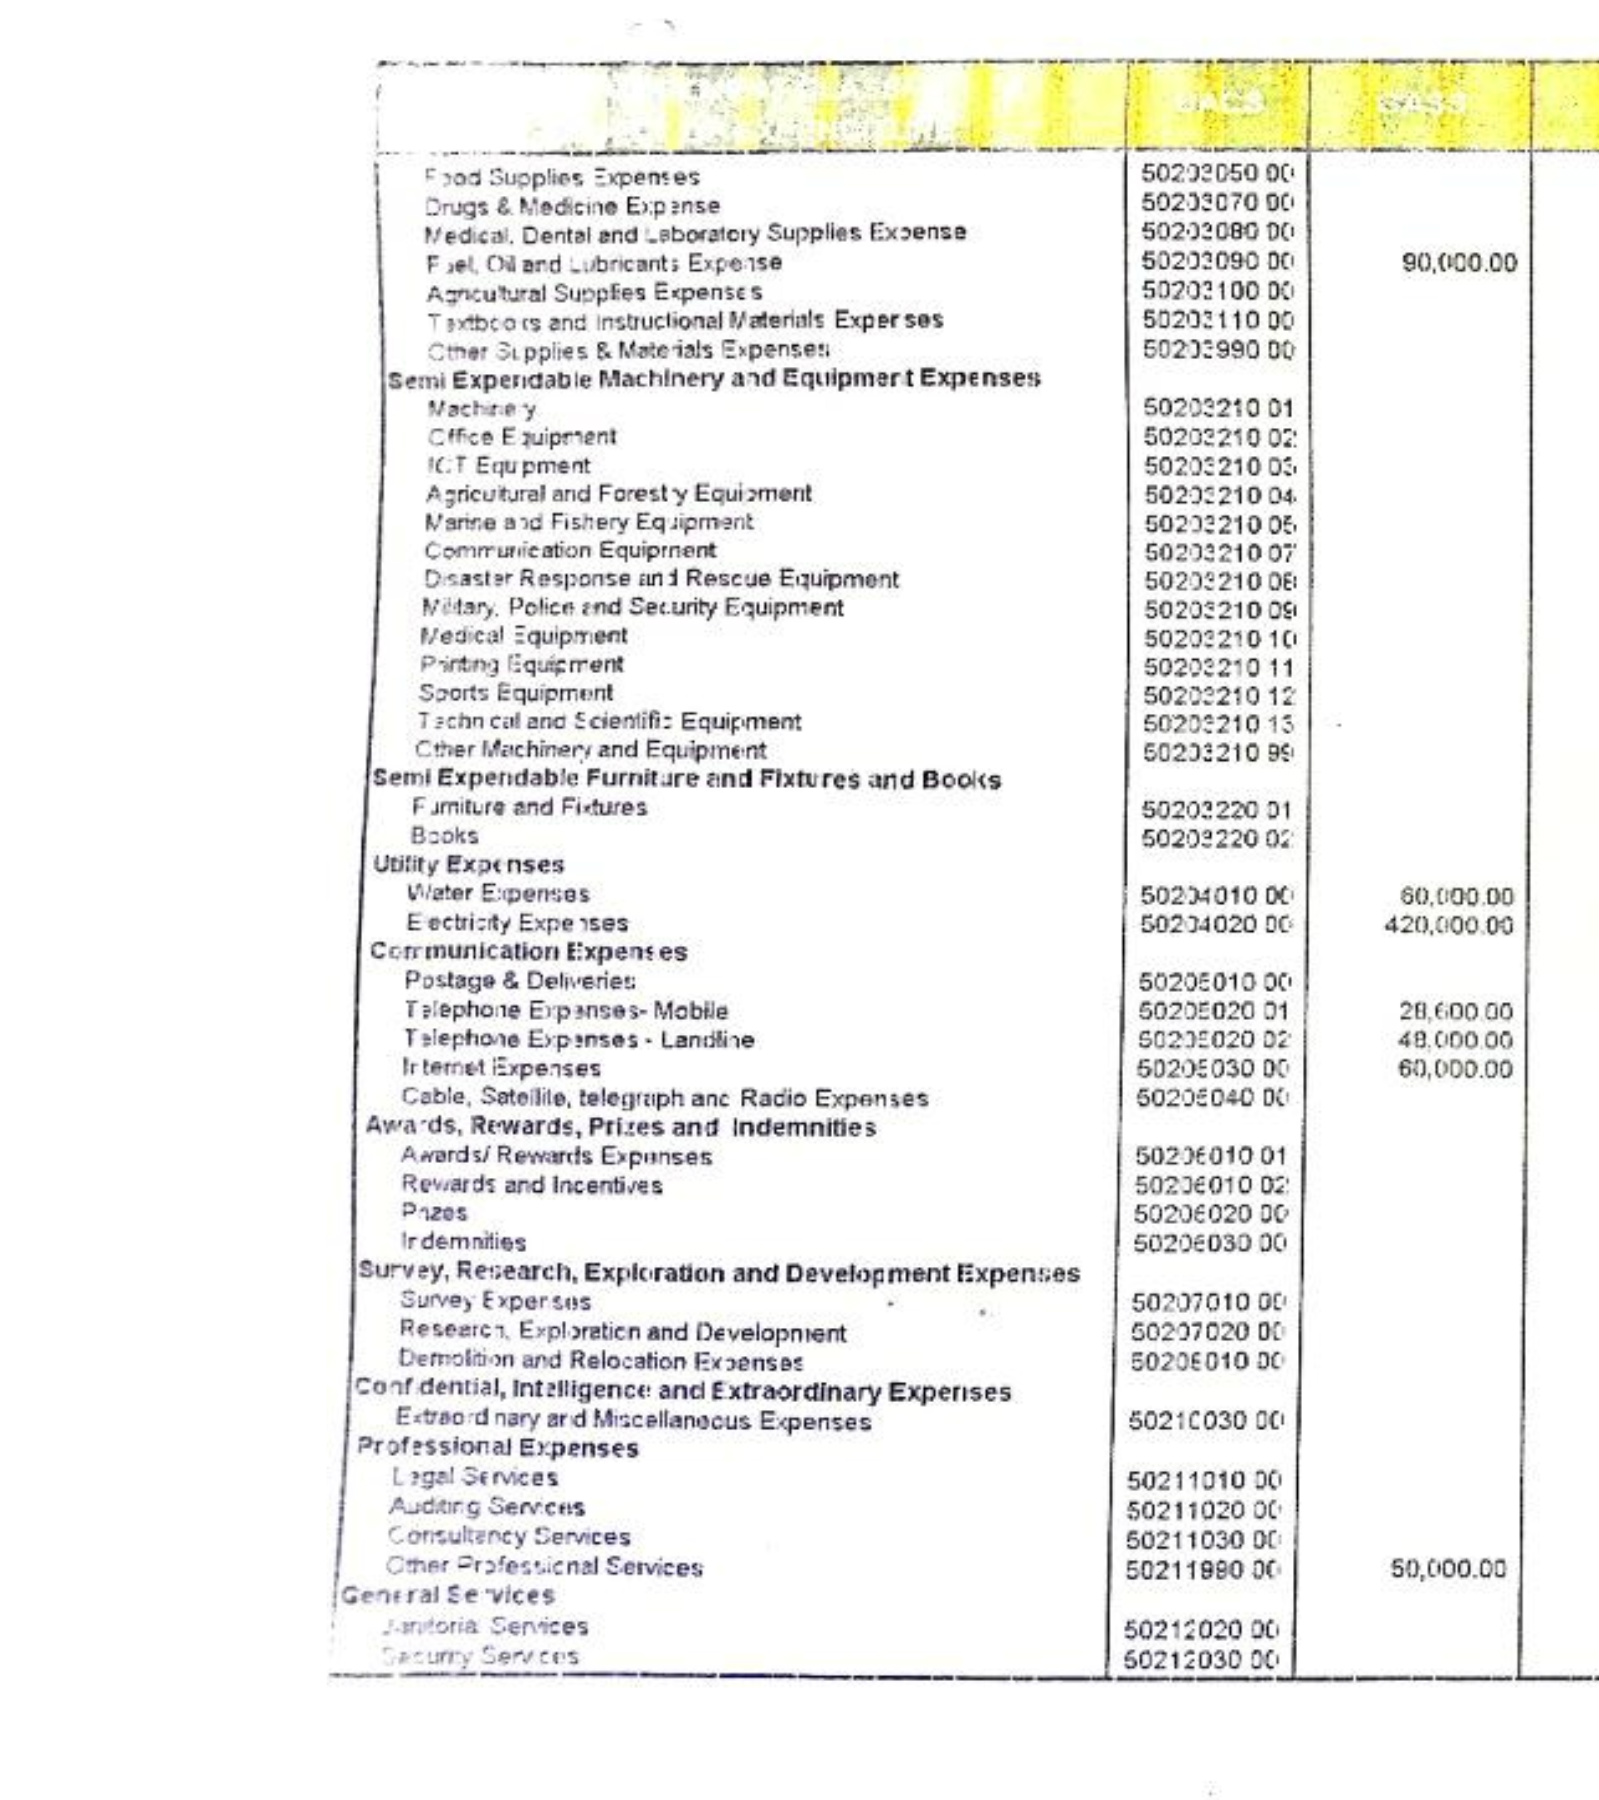 UACS GASS
Food Supplies Expenses 50203050 00
Drugs & Medicine Expense 50203070 00
Medical, Dental and Laboratory Supplies Expense 50203080 00
Fuel, Oil and Lubricants Expense 50203090 00 90,000.00
Agricultural Supplies Expenses 50203100 00
Textbooks and Instructional Materials Expenses 50203110 00
Other Supplies & Materials Expenses 50203990 00
Semi Expendable Machinery and Equipment Expenses
Machinery 50203210 01
Office Equipment 50203210 02
ICT Equipment 50203210 03
Agricultural and Forestry Equipment 50203210 04
Marine and Fishery Equipment 50203210 05
Communication Equipment 50203210 07
Disaster Response and Rescue Equipment 50203210 08
Military, Police and Security Equipment 50203210 09
Medical Equipment 50203210 10
Printing Equipment 50203210 11
Sports Equipment 50203210 12
Technical and Scientific Equipment 50203210 13
Other Machinery and Equipment 50203210 99
Semi Expendable Furniture and Fixtures and Books
Furniture and Fixtures 50203220 01
Books 50203220 02
Utility Expenses
Water Expenses 50204010 00 60,000.00
Electricity Expenses 50204020 00 420,000.00
Communication Expenses
Postage & Deliveries 50205010 00
Telephone Expenses- Mobile 50205020 01 28,600.00
Telephone Expenses - Landline 50205020 02 48,000.00
Internet Expenses 50205030 00 60,000.00
Cable, Satellite, telegraph and Radio Expenses 50205040 00
Awards, Rewards, Prizes and Indemnities
Awards/ Rewards Expenses 50206010 01
Rewards and Incentives 50206010 02
Prizes 50206020 00
Indemnities 50206030 00
Survey, Research, Exploration and Development Expenses
Survey Expenses 50207010 00
Research, Exploration and Development 50207020 00
Demolition and Relocation Expenses 50208010 00
Confidential, Intelligence and Extraordinary Expenses
Extraordinary and Miscellaneous Expenses 50210030 00
Professional Expenses
Legal Services 50211010 00
Auditing Services 50211020 00
Consultancy Services 50211030 00
Other Professional Services 50211990 00 50,000.00
General Services
Janitorial Services 50212020 00
Security Services 50212030 00